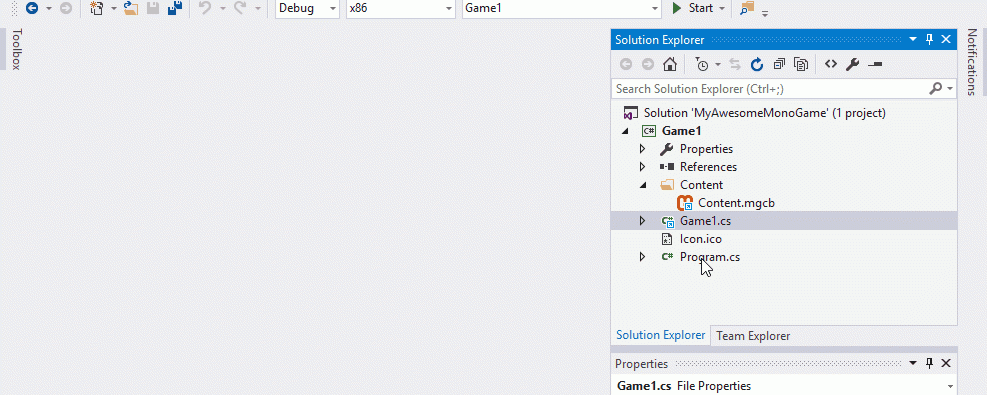 Debug x86 Game1 Start
Toolbox
Solution Explorer
Search Solution Explorer (Ctrl+;)
Solution 'MyAwesomeMonoGame' (1 project)
C# Game1
Properties
References
Content
Content.mgcb
C# Game1.cs
Icon.ico
C# Program.cs
Solution Explorer Team Explorer
Properties
Game1.cs File Properties
Notifications